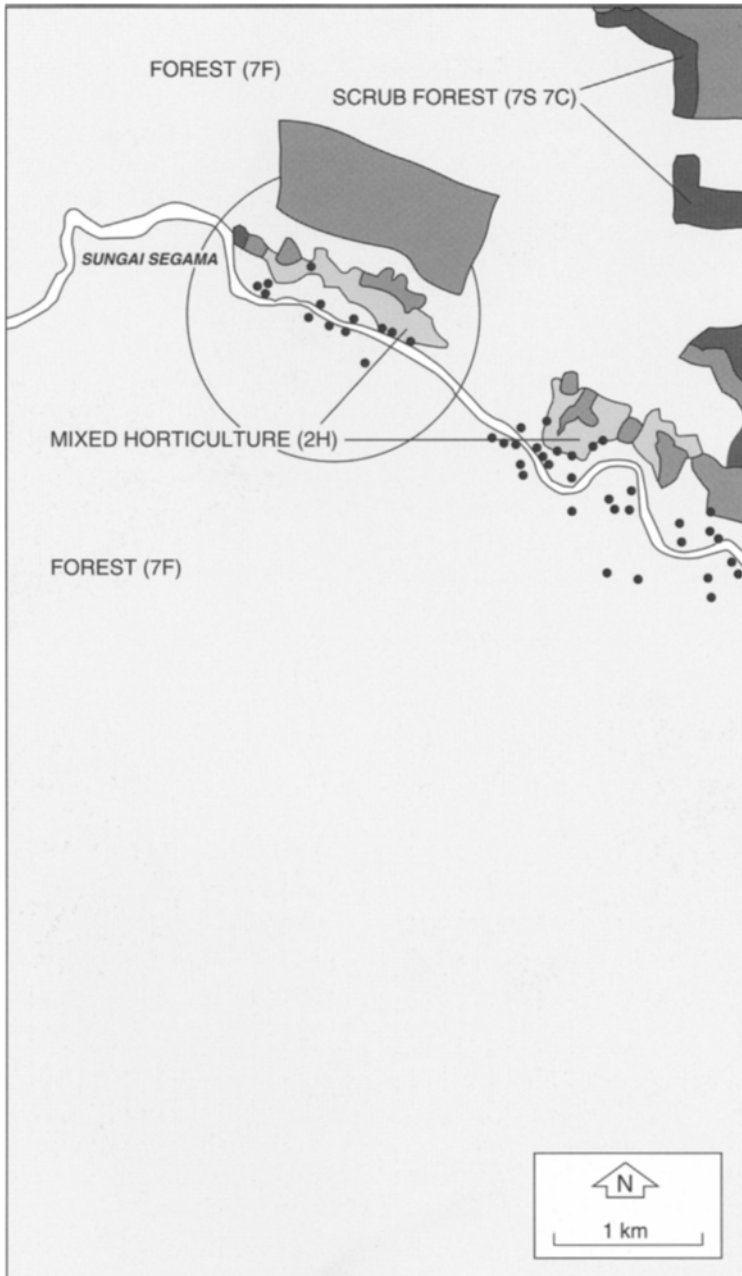 FOREST (7F)
SCRUB FOREST (7S 7C)
SUNGAI SEGAMA
MIXED HORTICULTURE (2H)
FOREST (7F)
N
1 km